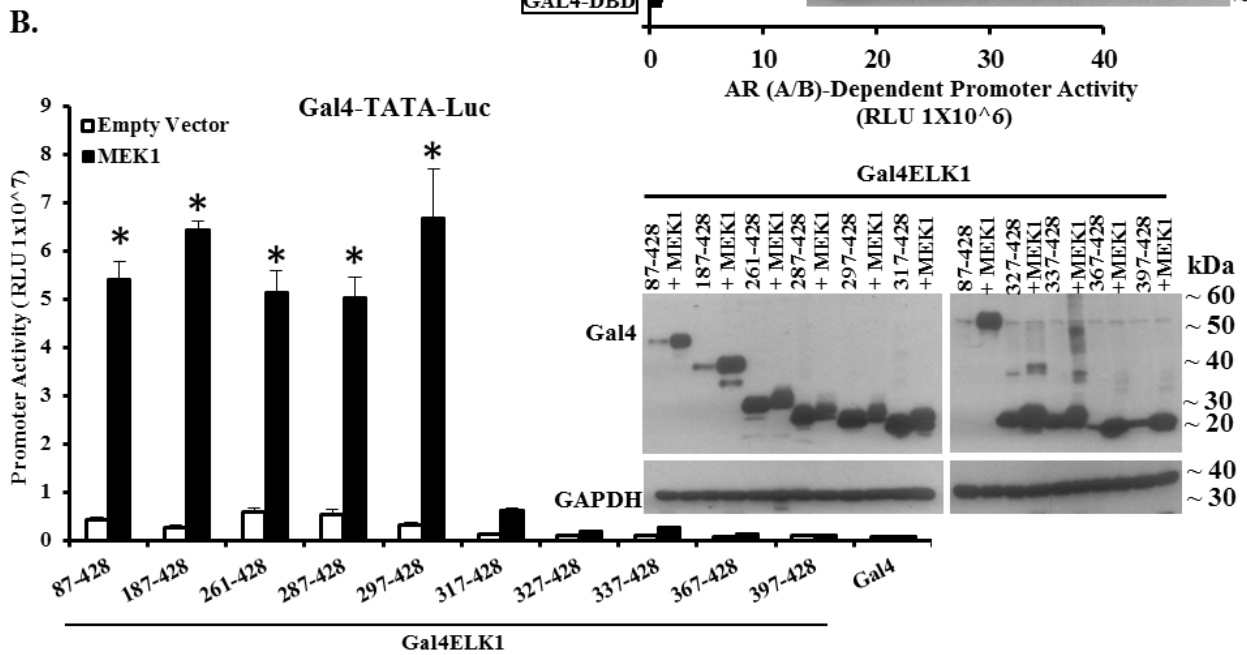 GAL4-DBD
B.
0
10
20
30
40
AR (A/B)-Dependent Promoter Activity
(RLU 1X10^6)
Gal4-TATA-Luc
Empty Vector
MEK1
Promoter Activity ( RLU 1x10^7)
9
8
7
6
5
4
3
2
1
0
*
*
*
*
*
87-428
187-428
261-428
287-428
297-428
317-428
327-428
337-428
367-428
397-428
Gal4
Gal4ELK1
Gal4ELK1
87-428
+ MEK1
187-428
+ MEK1
261-428
+ MEK1
287-428
+ MEK1
297-428
+ MEK1
317-428
+MEK1
87-428
+ MEK1
327-428
+MEK1
337-428
+MEK1
367-428
+MEK1
397-428
+MEK1
kDa
~ 60
~ 50
~ 40
~ 30
~ 20
~ 40
~ 30
Gal4
GAPDH